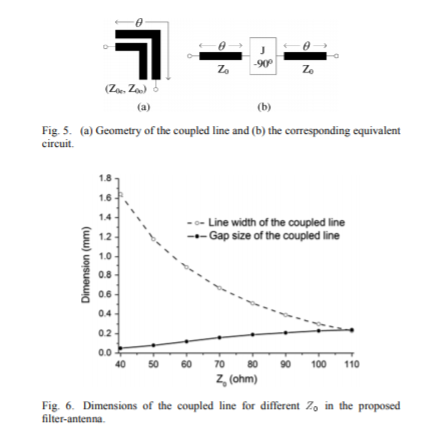 θ
θ
J
θ
-90°
Z₀
Z₀
(Z₀ₑ, Z₀ₒ)
(a)
(b)
Fig. 5. (a) Geometry of the coupled line and (b) the corresponding equivalent
circuit.
1.8
1.6
1.4
1.2
1.0
0.8
0.6
0.4
0.2
0.0
Dimension (mm)
Line width of the coupled line
Gap size of the coupled line
40 50 60 70 80 90 100 110
Z₀ (ohm)
Fig. 6. Dimensions of the coupled line for different Z₀ in the proposed
filter-antenna.